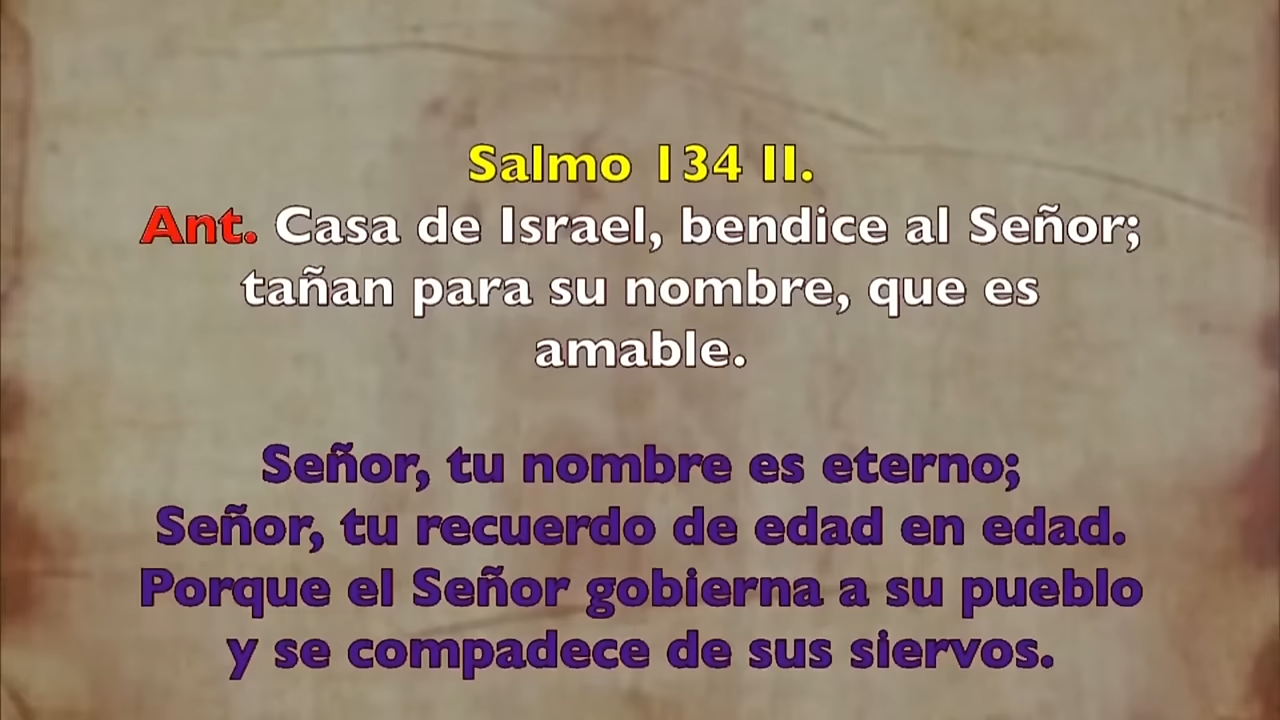 Salmo 134 II.
Ant. Casa de Israel, bendice al Señor;
tañan para su nombre, que es
amable.
Señor, tu nombre es eterno;
Señor, tu recuerdo de edad en edad.
Porque el Señor gobierna a su pueblo
y se compadece de sus siervos.